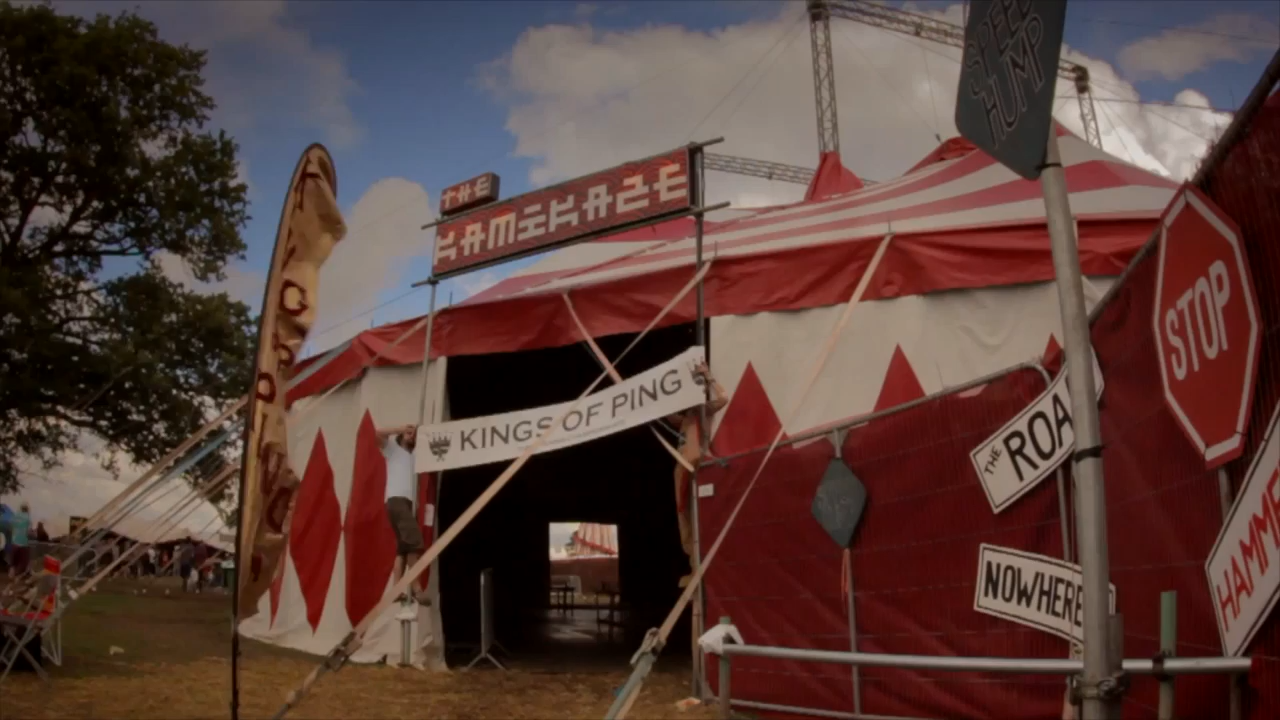 SPEED
HUMP
THE
KAMIKAZE
KINGS OF PING
STOP
THE ROA
NOWHERE
HAMME